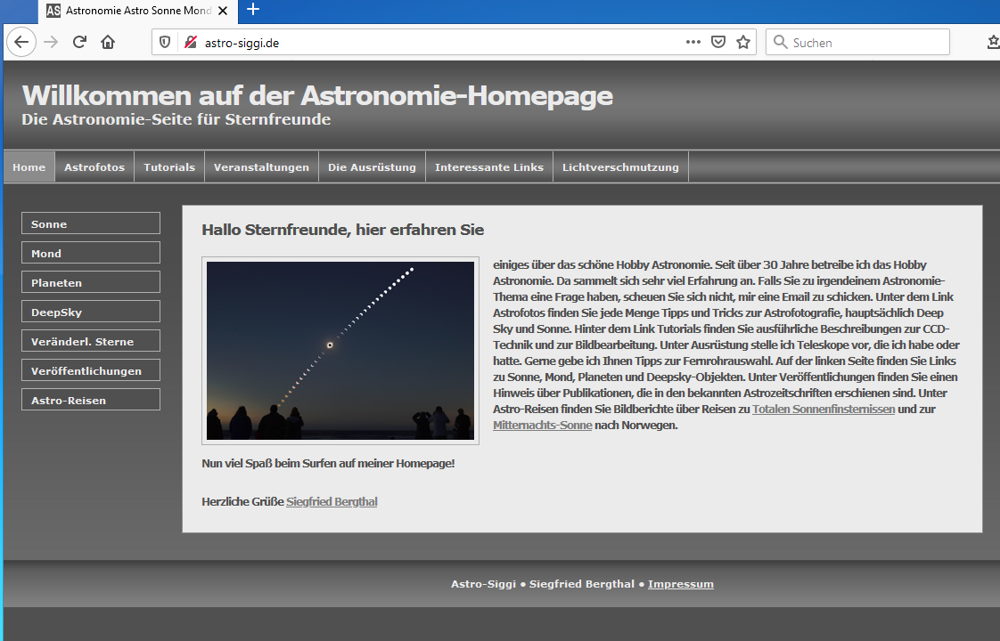 AS Astronomie Astro Sonne Mond
astro-siggi.de
Suchen
Willkommen auf der Astronomie-Homepage
Die Astronomie-Seite für Sternfreunde
Home Astrofotos Tutorials Veranstaltungen Die Ausrüstung Interessante Links Lichtverschmutzung
Sonne
Mond
Planeten
DeepSky
Veränderl. Sterne
Veröffentlichungen
Astro-Reisen
Hallo Sternfreunde, hier erfahren Sie
einiges über das schöne Hobby Astronomie. Seit über 30 Jahre betreibe ich das Hobby
Astronomie. Da sammelt sich sehr viel Erfahrung an. Falls Sie zu irgendeinem Astronomie-
Thema eine Frage haben, scheuen Sie sich nicht, mir eine Email zu schicken. Unter dem Link
Astrofotos finden Sie jede Menge Tipps und Tricks zur Astrofotografie, hauptsächlich Deep
Sky und Sonne. Hinter dem Link Tutorials finden Sie ausführliche Beschreibungen zur CCD-
Technik und zur Bildbearbeitung. Unter Ausrüstung stelle ich Teleskope vor, die ich habe oder
hatte. Gerne gebe ich Ihnen Tipps zur Fernrohrauswahl. Auf der linken Seite finden Sie Links
zu Sonne, Mond, Planeten und Deepsky-Objekten. Unter Veröffentlichungen finden Sie einen
Hinweis über Publikationen, die in den bekannten Astrozeitschriften erschienen sind. Unter
Astro-Reisen finden Sie Bildberichte über Reisen zu Totalen Sonnenfinsternissen und zur
Mitternachts-Sonne nach Norwegen.
Nun viel Spaß beim Surfen auf meiner Homepage!
Herzliche Grüße Siegfried Bergthal
Astro-Siggi ● Siegfried Bergthal ● Impressum